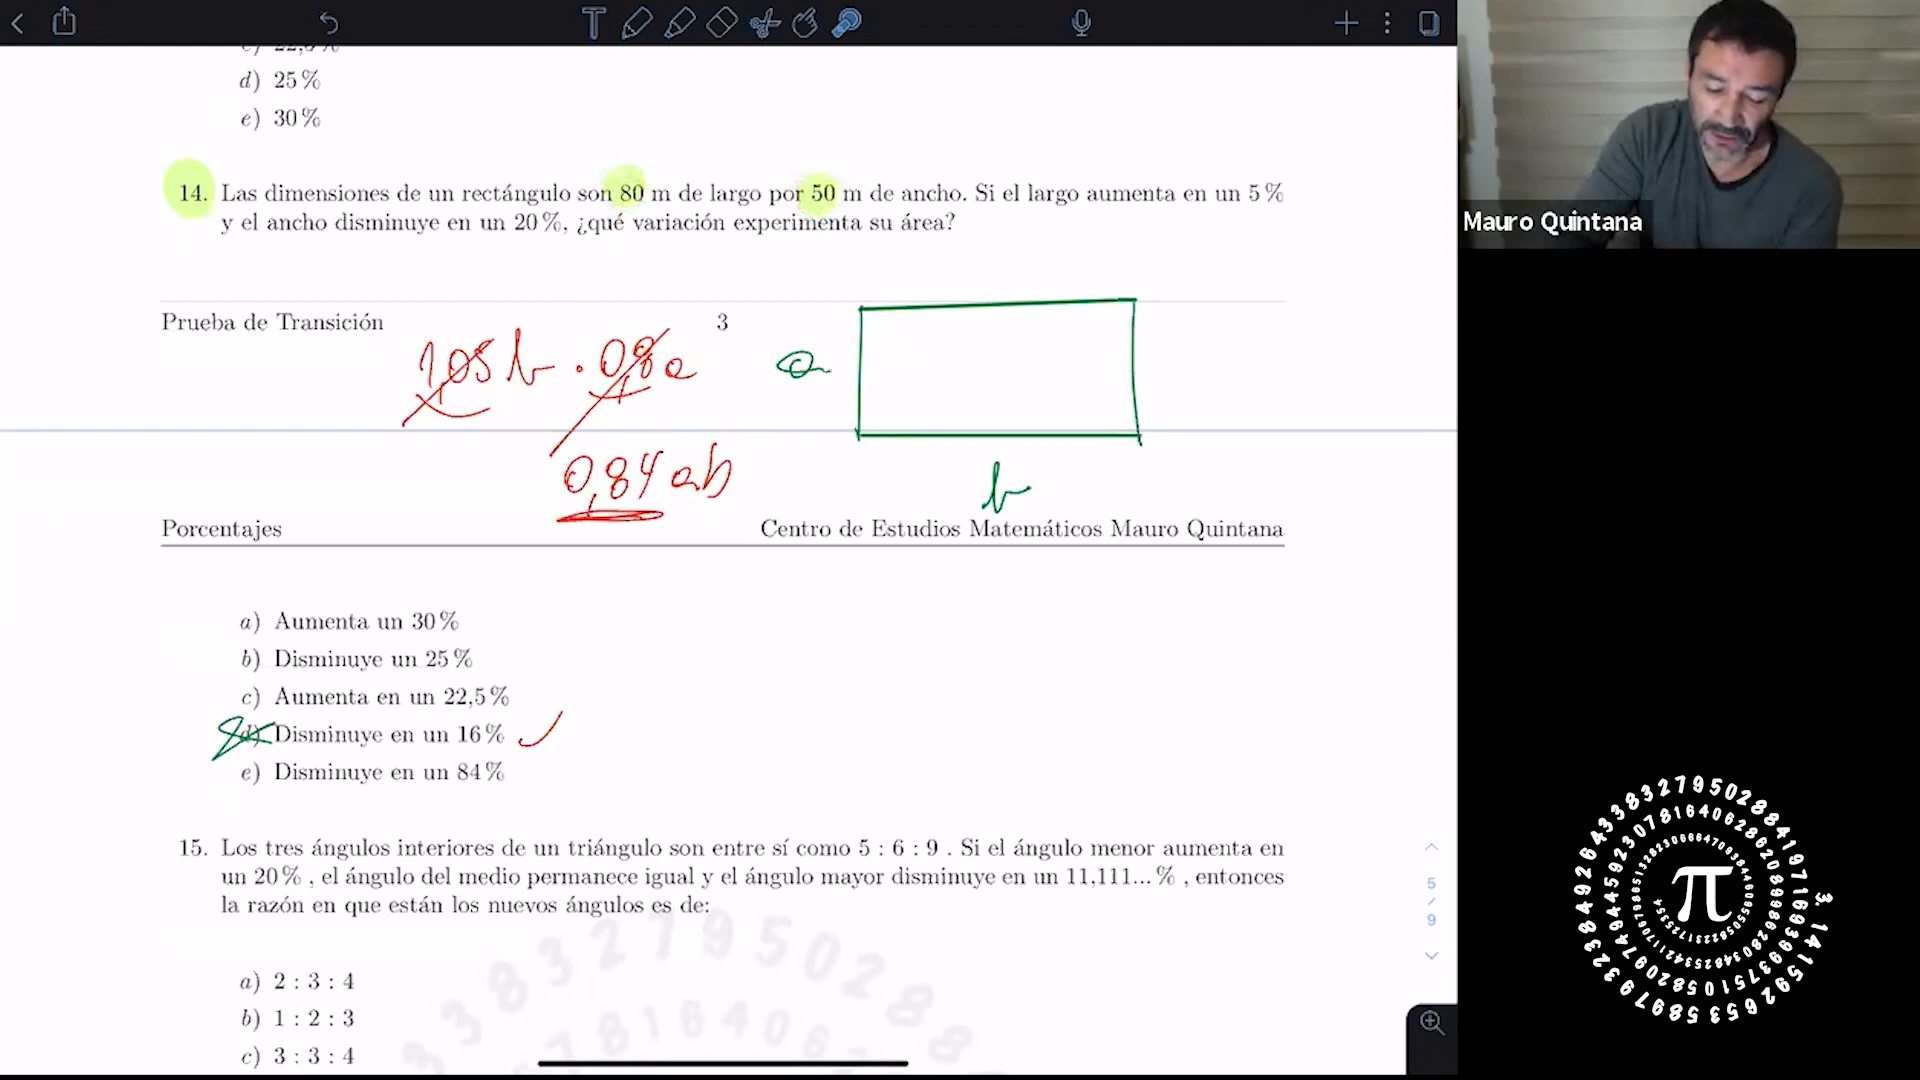 d) 25 %
e) 30 %
14. Las dimensiones de un rectángulo son 80 m de largo por 50 m de ancho. Si el largo aumenta en un 5 %
y el ancho disminuye en un 20 %, ¿qué variación experimenta su área?
Mauro Quintana
Prueba de Transición 3
1,05 b · 0,8 a
a
0,84 ab
b
Porcentajes Centro de Estudios Matemáticos Mauro Quintana
a) Aumenta un 30 %
b) Disminuye un 25 %
c) Aumenta en un 22,5 %
d) Disminuye en un 16 %
e) Disminuye en un 84 %
15. Los tres ángulos interiores de un triángulo son entre sí como 5 : 6 : 9 . Si el ángulo menor aumenta en
un 20 % , el ángulo del medio permanece igual y el ángulo mayor disminuye en un 11,111... % , entonces
la razón en que están los nuevos ángulos es de:
a) 2 : 3 : 4
b) 1 : 2 : 3
c) 3 : 3 : 4
5
/
9
π